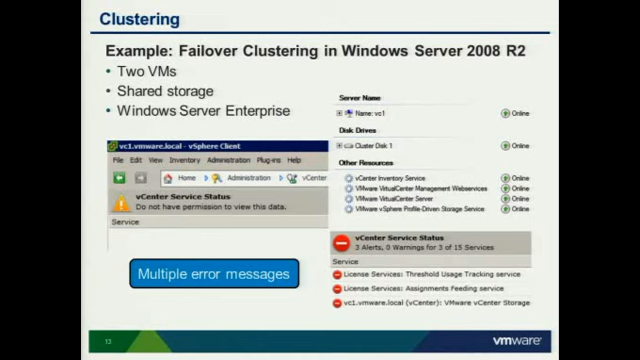 Clustering
Example: Failover Clustering in Windows Server 2008 R2
• Two VMs
• Shared storage
• Windows Server Enterprise
Server Name
Name: vc1 Online
Disk Drives
Cluster Disk 1 Online
Other Resources
vCenter Inventory Service Online
VMware VirtualCenter Management Webservices Online
VMware VirtualCenter Server Online
VMware vSphere Profile-Driven Storage Service Online
vc1.vmware.local - vSphere Client
File Edit View Inventory Administration Plug-ins Help
Home Administration vCenter
vCenter Service Status
Do not have permission to view this data.
Service
vCenter Service Status
3 Alerts, 0 Warnings for 3 of 15 Services
Service
License Services: Threshold Usage Tracking service
License Services: Assignments Feeding service
vc1.vmware.local (vCenter): VMware vCenter Storage
Multiple error messages
13
vmware